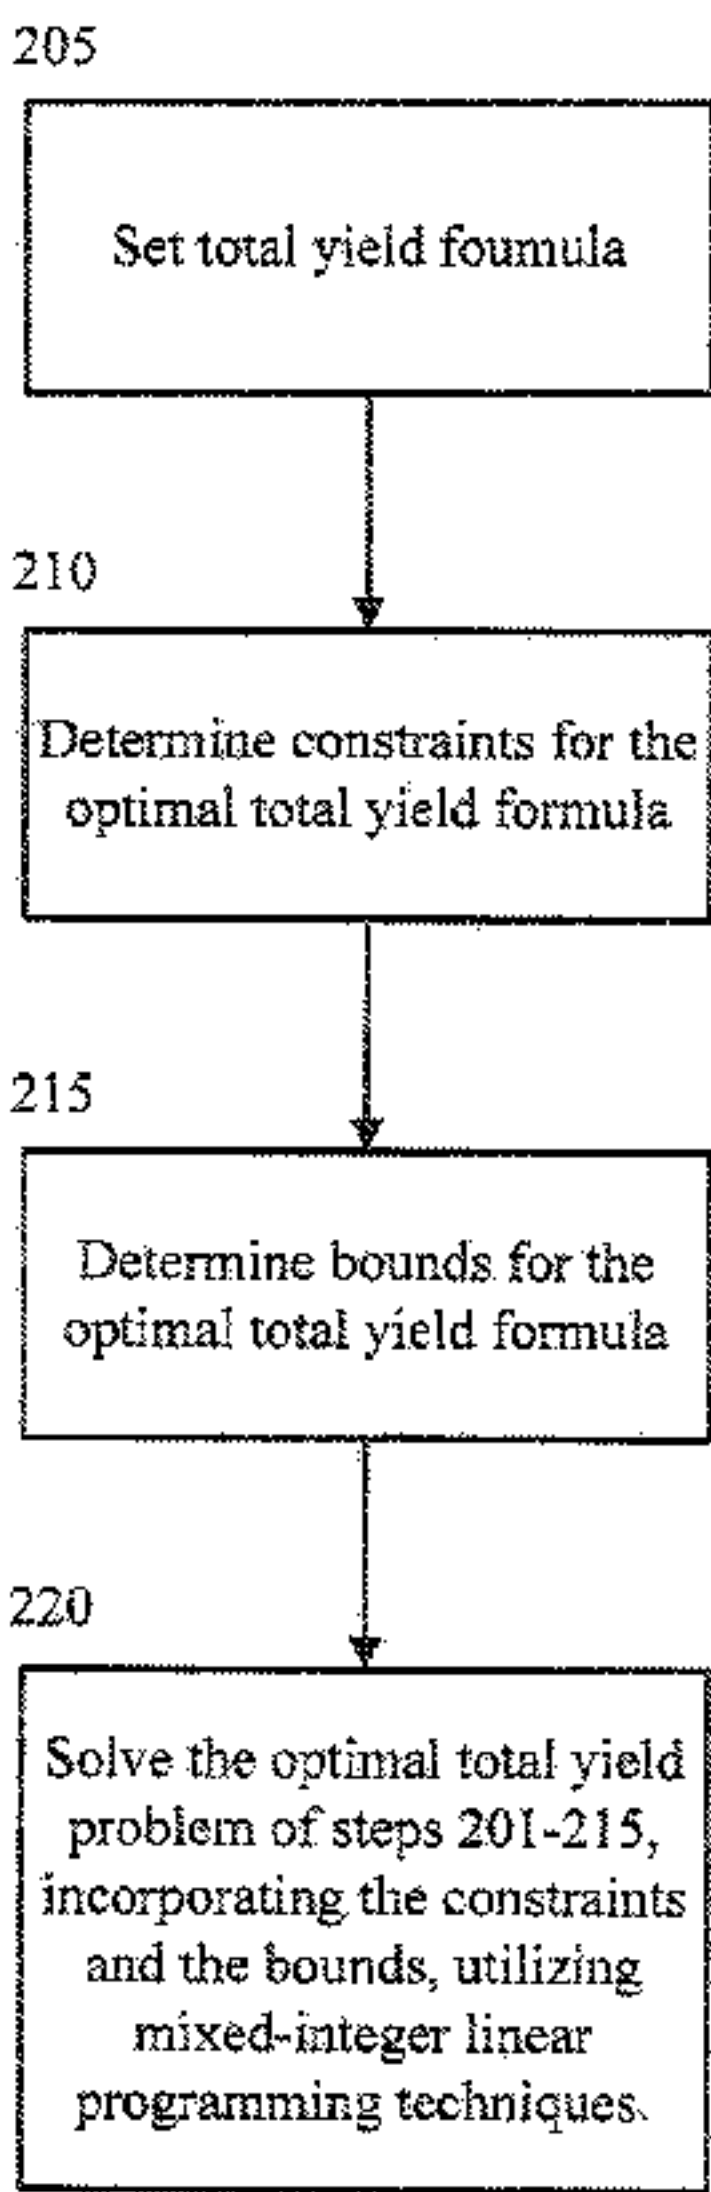 205
Set total yield foumula
210
Determine constraints for the
optimal total yield formula
215
Determine bounds for the
optimal total yield formula
220
Solve the optimal total yield
problem of steps 201-215,
incorporating the constraints
and the bounds, utilizing
mixed-integer linear
programming techniques.